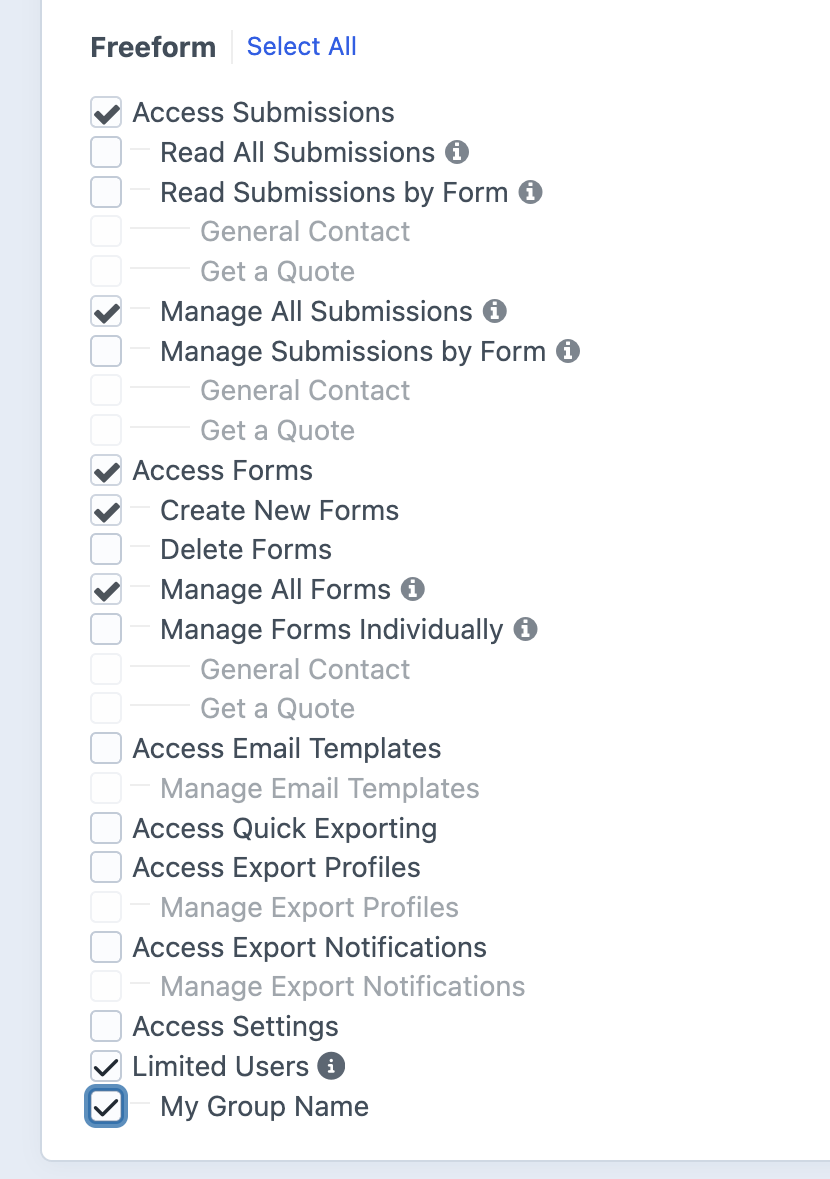 Freeform Select All
Access Submissions
Read All Submissions
Read Submissions by Form
General Contact
Get a Quote
Manage All Submissions
Manage Submissions by Form
General Contact
Get a Quote
Access Forms
Create New Forms
Delete Forms
Manage All Forms
Manage Forms Individually
General Contact
Get a Quote
Access Email Templates
Manage Email Templates
Access Quick Exporting
Access Export Profiles
Manage Export Profiles
Access Export Notifications
Manage Export Notifications
Access Settings
Limited Users
My Group Name